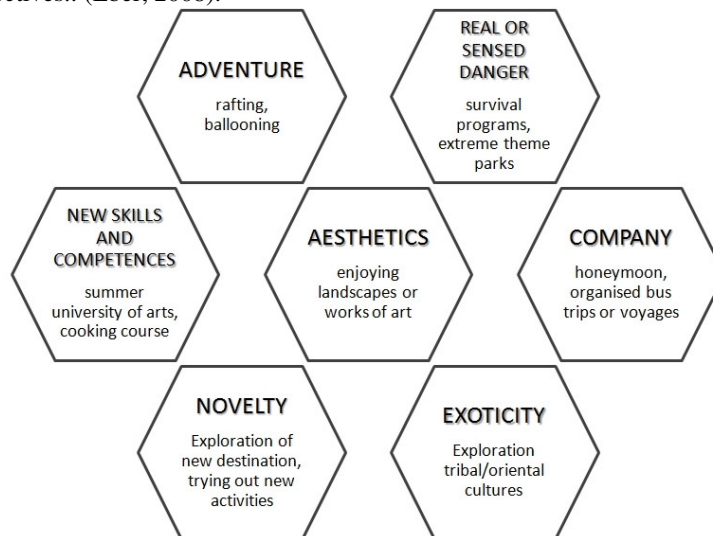 ADVENTURE
rafting,
ballooning
REAL OR
SENSED
DANGER
survival
programs,
extreme theme
parks
NEW SKILLS
AND
COMPETENCES
summer
university of arts,
cooking course
AESTHETICS
enjoying
landscapes or
works of art
COMPANY
honeymoon,
organised bus
trips or voyages
NOVELTY
Exploration of
new destination,
trying out new
activities
EXOTICITY
Exploration
tribal/oriental
cultures